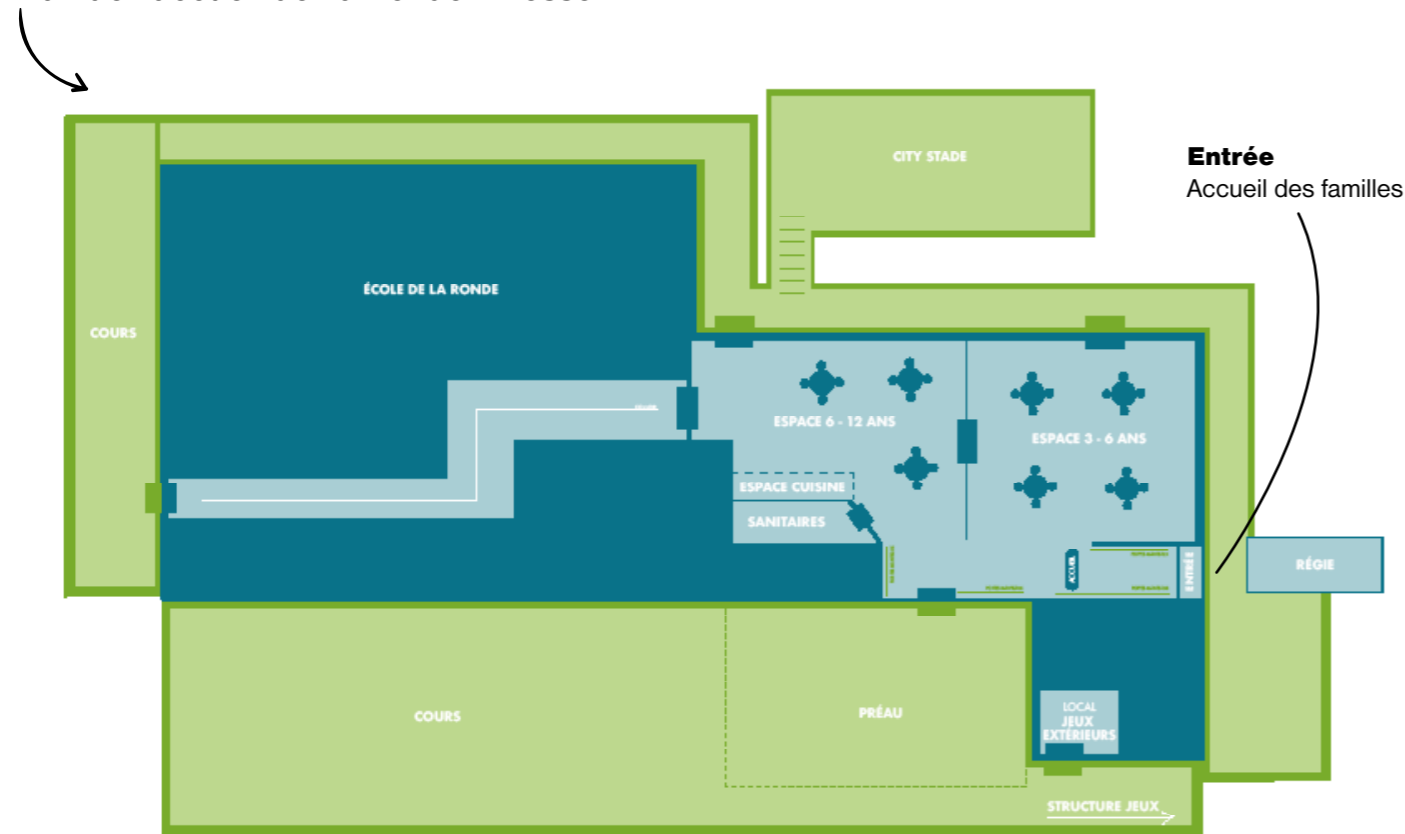 CITY STADE
Entrée
Accueil des familles
ÉCOLE DE LA RONDE
COURS
ESPACE 6 - 12 ANS
ESPACE 3 - 6 ANS
ESPACE CUISINE
SANITAIRES
ACCUEIL
ENTRÉE
RÉGIE
COURS
PRÉAU
LOCAL
JEUX
EXTÉRIEURS
STRUCTURE JEUX